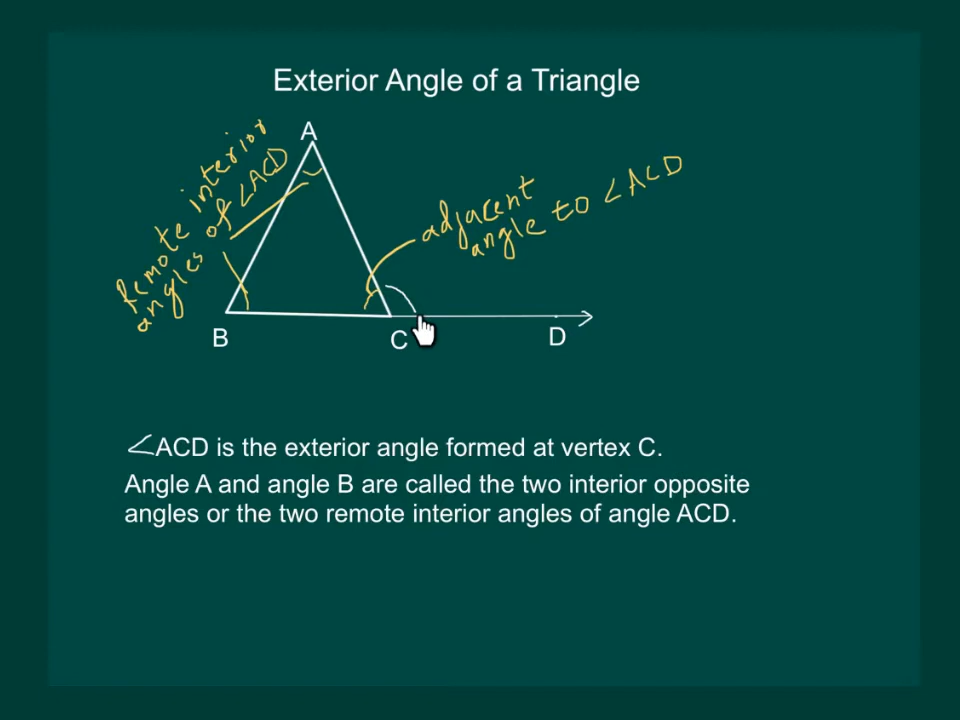 Exterior Angle of a Triangle
A
Remote interior
angles of ∠ACD
adjacent
angle to ∠ACD
B
C
D
∠ACD is the exterior angle formed at vertex C.
Angle A and angle B are called the two interior opposite
angles or the two remote interior angles of angle ACD.